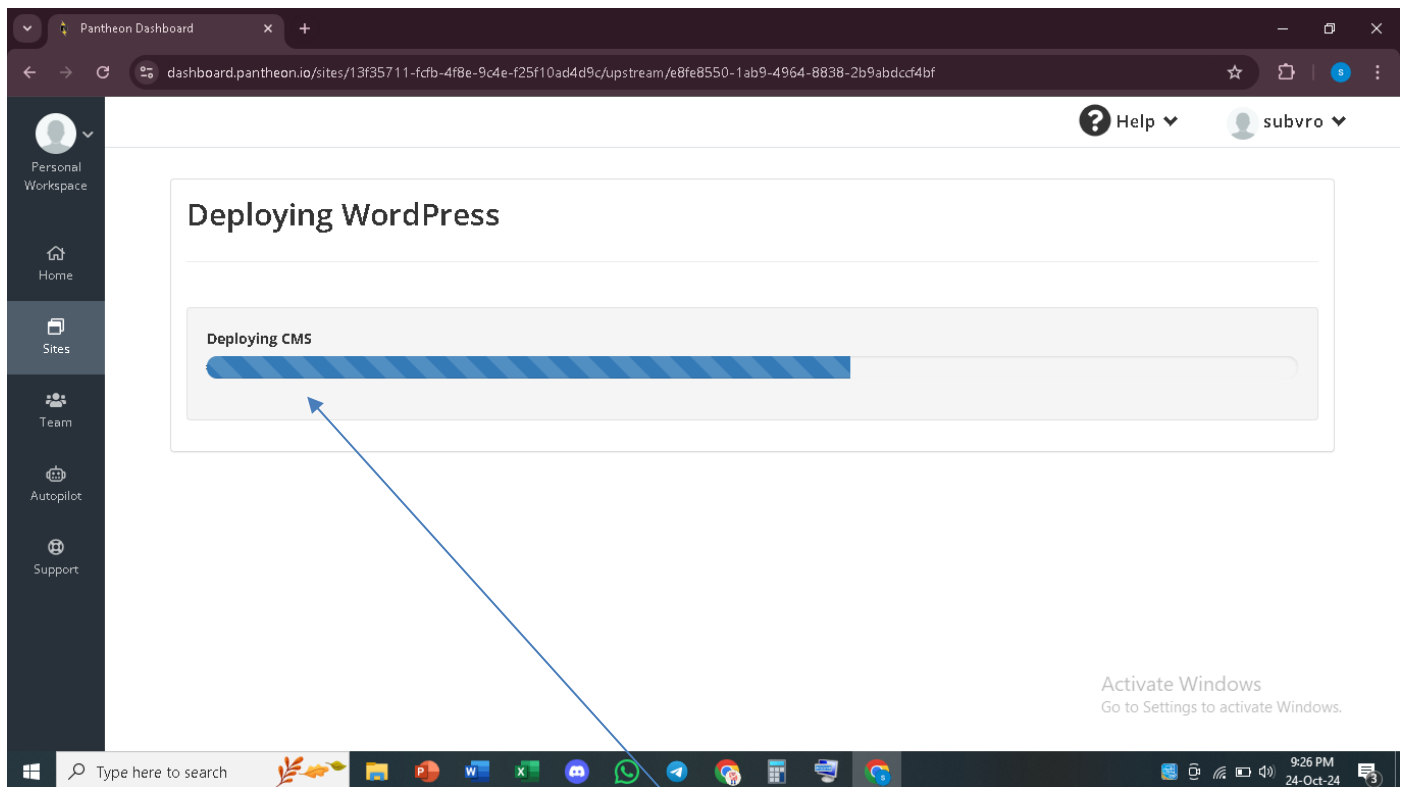 Pantheon Dashboard
dashboard.pantheon.io/sites/13f35711-fcfb-4f8e-9c4e-f25f10ad4d9c/upstream/e8fe8550-1ab9-4964-8838-2b9abdccf4bf
S
? Help
subvro
Personal
Workspace
Home
Sites
Team
Autopilot
Support
Deploying WordPress
Deploying CMS
Activate Windows
Go to Settings to activate Windows.
Type here to search
P
W
X
9:26 PM
24-Oct-24
3